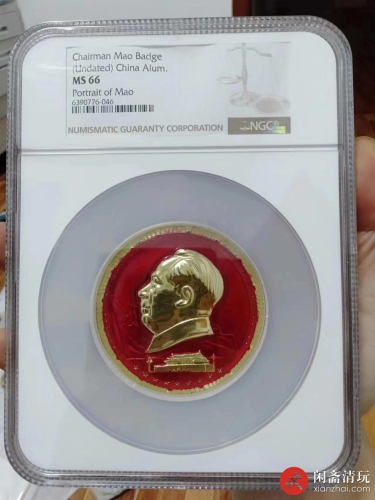 Chairman Mao Badge
(Undated) China Alum.
MS 66
Portrait of Mao
6390776-046
NUMISMATIC GUARANTY CORPORATION
NGC®
闲斋清玩
xianzhai.com